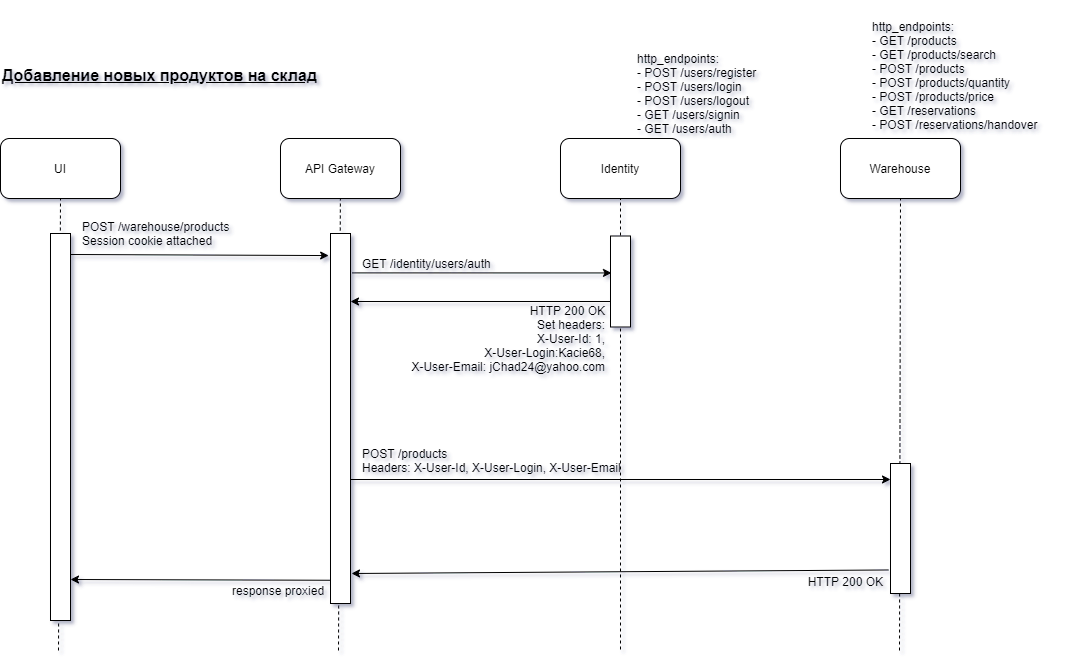 http_endpoints:
- GET /products
- GET /products/search
- POST /products
- POST /products/quantity
- POST /products/price
- GET /reservations
- POST /reservations/handover
http_endpoints:
- POST /users/register
- POST /users/login
- POST /users/logout
- GET /users/signin
- GET /users/auth
Добавление новых продуктов на склад
UI
API Gateway
Identity
Warehouse
POST /warehouse/products
Session cookie attached
GET /identity/users/auth
HTTP 200 OK
Set headers:
X-User-Id: 1,
X-User-Login:Kacie68,
X-User-Email: jChad24@yahoo.com
POST /products
Headers: X-User-Id, X-User-Login, X-User-Email
HTTP 200 OK
response proxied